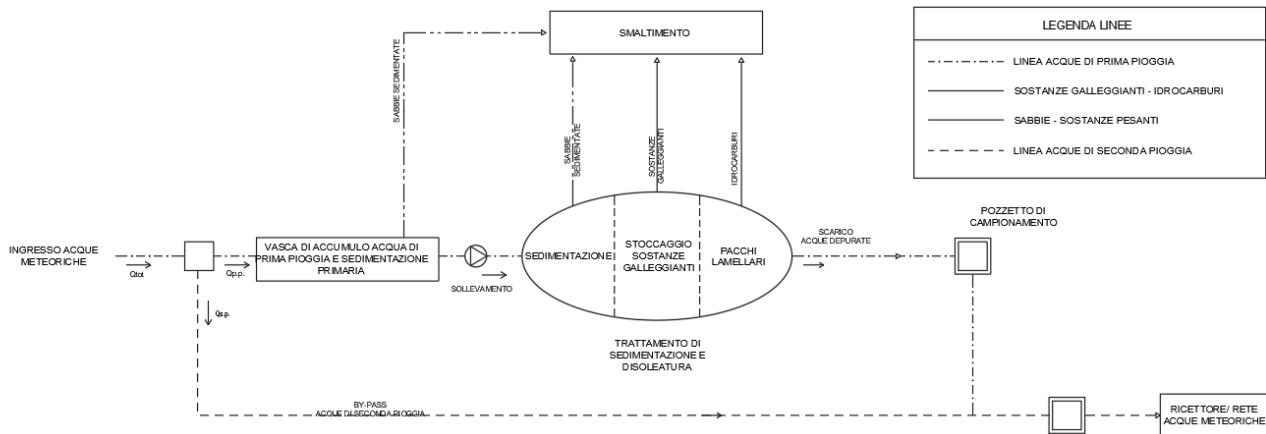 SMALTIMENTO
LEGENDA LINEE
LINEA ACQUE DI PRIMA PIOGGIA
SOSTANZE GALLEGGIANTI - IDROCARBURI
SABBIE - SOSTANZE PESANTI
LINEA ACQUE DI SECONDA PIOGGIA
SABBIE SEDIMENTATE
SABBIE
SEDIMENTATE
SOSTANZE
GALLEGGIANTI
IDROCARBURI
INGRESSO ACQUE
METEORICHE
Qtot
Qp.p.
Qs.p.
VASCA DI ACCUMULO ACQUA DI
PRIMA PIOGGIA E SEDIMENTAZIONE
PRIMARIA
SOLLEVAMENTO
SEDIMENTAZIONE
STOCCAGGIO
SOSTANZE
GALLEGGIANTI
PACCHI
LAMELLARI
SCARICO
ACQUE DEPURATE
POZZETTO DI
CAMPIONAMENTO
TRATTAMENTO DI
SEDIMENTAZIONE E
DISOLEATURA
BY-PASS
ACQUE DI SECONDA PIOGGIA
RICETTORE/ RETE
ACQUE METEORICHE